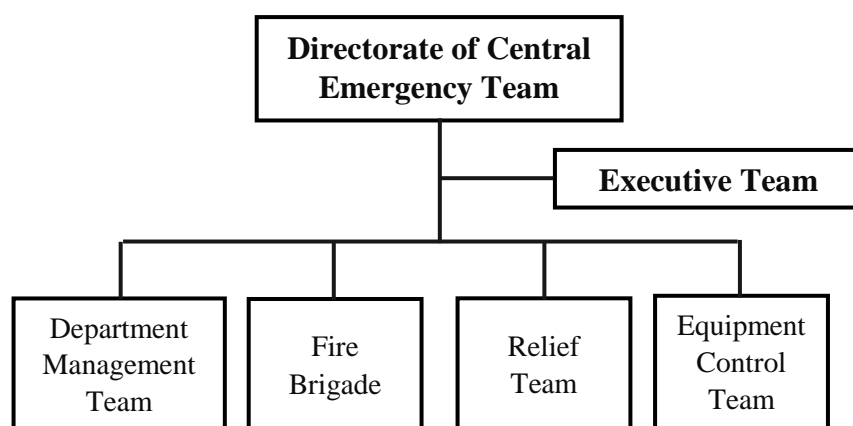 Directorate of Central
Emergency Team
Executive Team
Department
Management
Team
Fire
Brigade
Relief
Team
Equipment
Control
Team